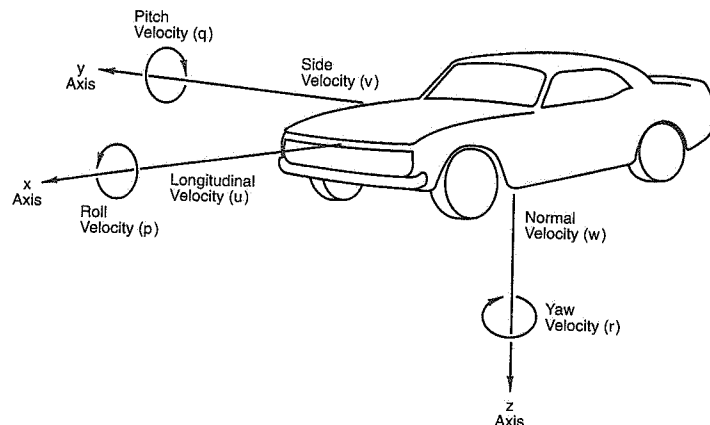 Pitch
Velocity (q)
y
Axis
Side
Velocity (v)
x
Axis
Roll
Velocity (p)
Longitudinal
Velocity (u)
Normal
Velocity (w)
Yaw
Velocity (r)
z
Axis